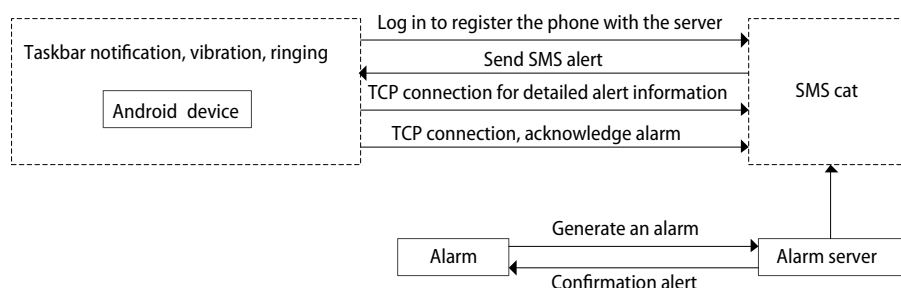 Log in to register the phone with the server
Taskbar notification, vibration, ringing
Send SMS alert
SMS cat
TCP connection for detailed alert information
Android device
TCP connection, acknowledge alarm
Generate an alarm
Alarm
Alarm server
Confirmation alert